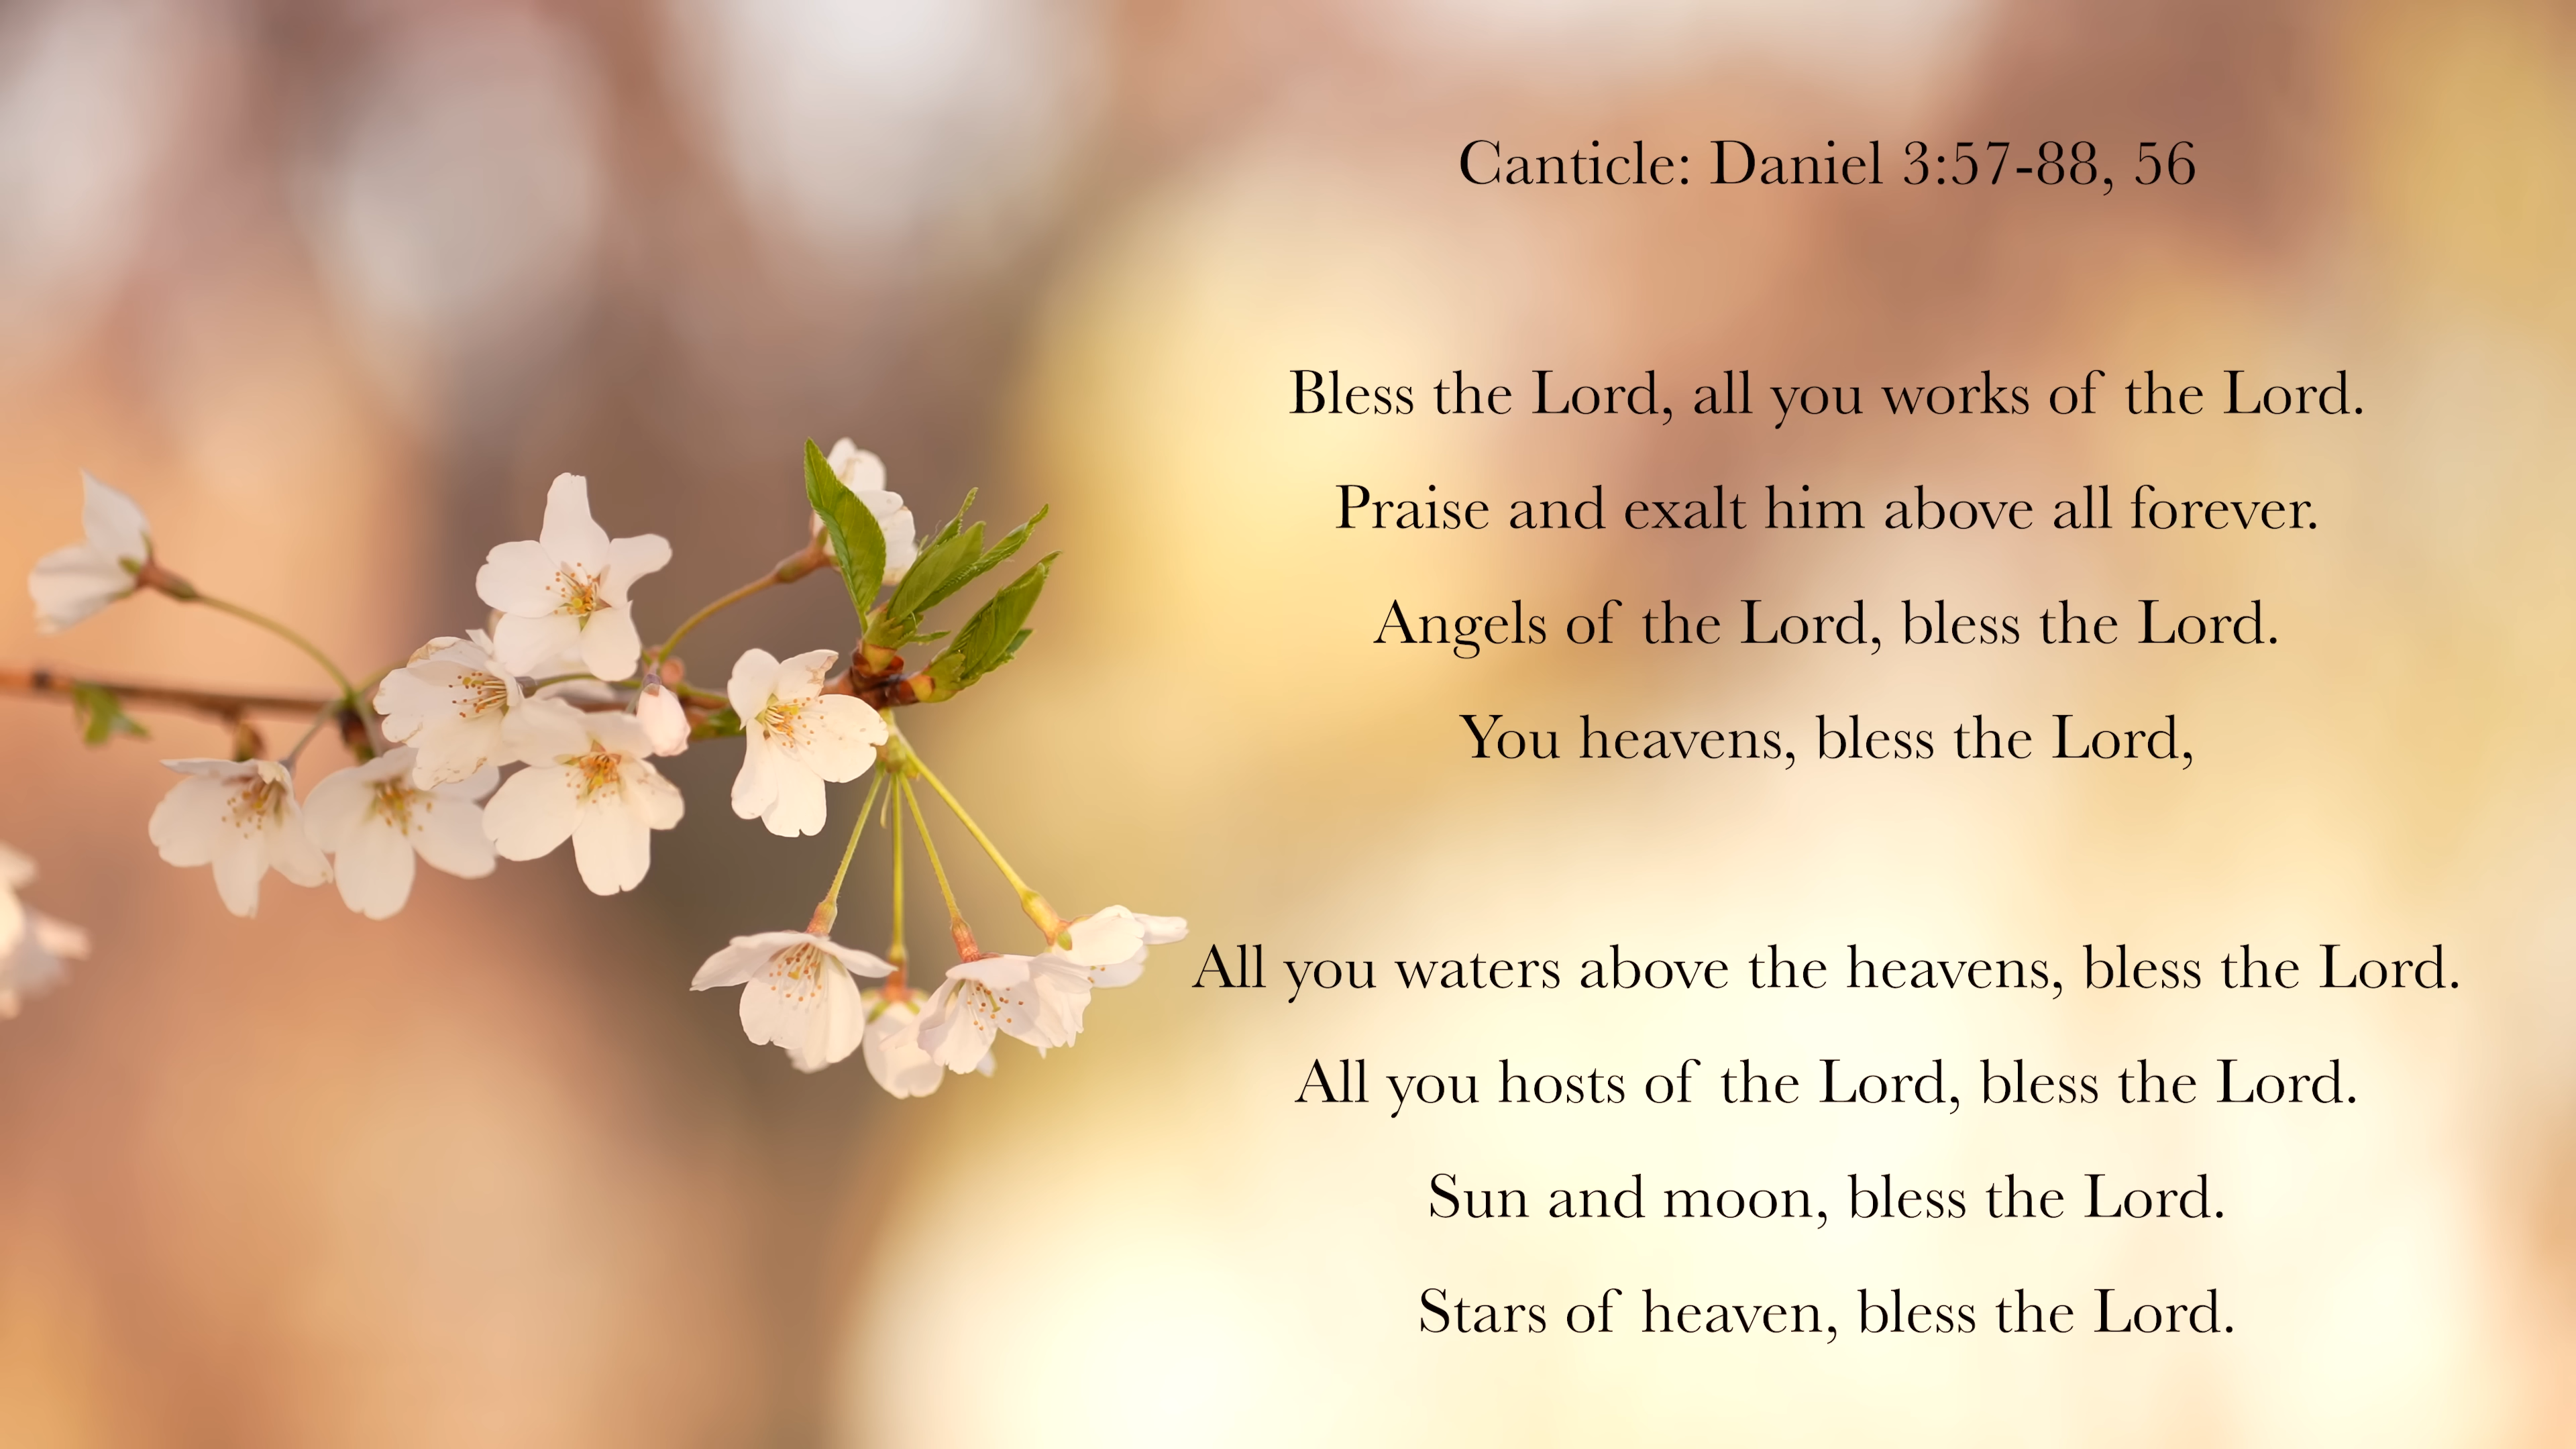 Canticle: Daniel 3:57-88, 56
Bless the Lord, all you works of the Lord.
Praise and exalt him above all forever.
Angels of the Lord, bless the Lord.
You heavens, bless the Lord,
All you waters above the heavens, bless the Lord.
All you hosts of the Lord, bless the Lord.
Sun and moon, bless the Lord.
Stars of heaven, bless the Lord.